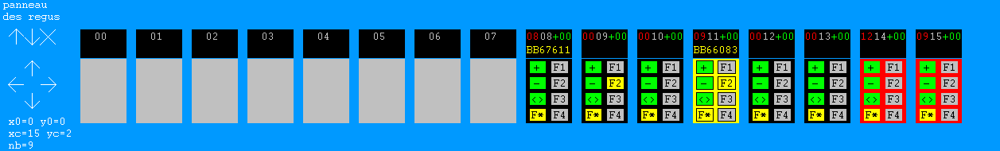 panneau
des regus
00 01 02 03 04 05 06 07 0808+00 0009+00 0010+00 0911+00 0012+00 0013+00 1214+00 0915+00
BB67611 BB66083
+ F1 + F1 + F1 + F1 + F1 + F1 + F1 + F1
- F2 - F2 - F2 - F2 - F2 - F2 - F2 - F2
<> F3 <> F3 <> F3 <> F3 <> F3 <> F3 <> F3 <> F3
F* F4 F* F4 F* F4 F* F4 F* F4 F* F4 F* F4 F* F4
x0=0 y0=0
xc=15 yc=2
nb=9